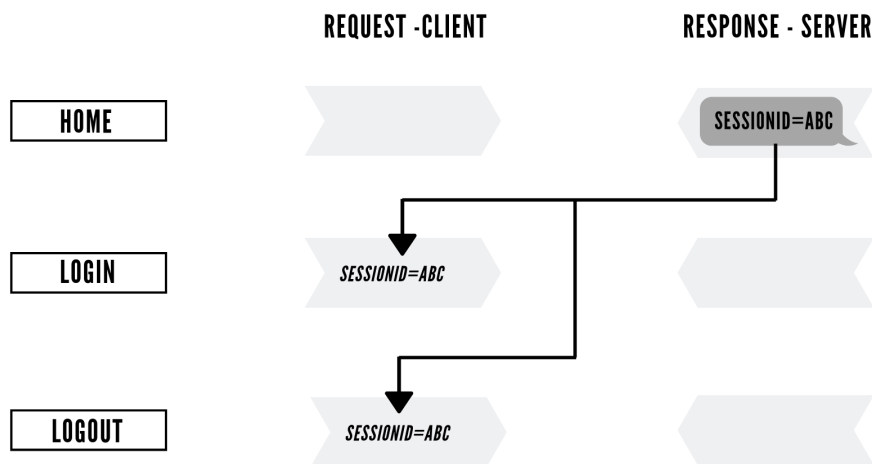 REQUEST -CLIENT
RESPONSE - SERVER
HOME
SESSIONID=ABC
LOGIN
SESSIONID=ABC
LOGOUT
SESSIONID=ABC